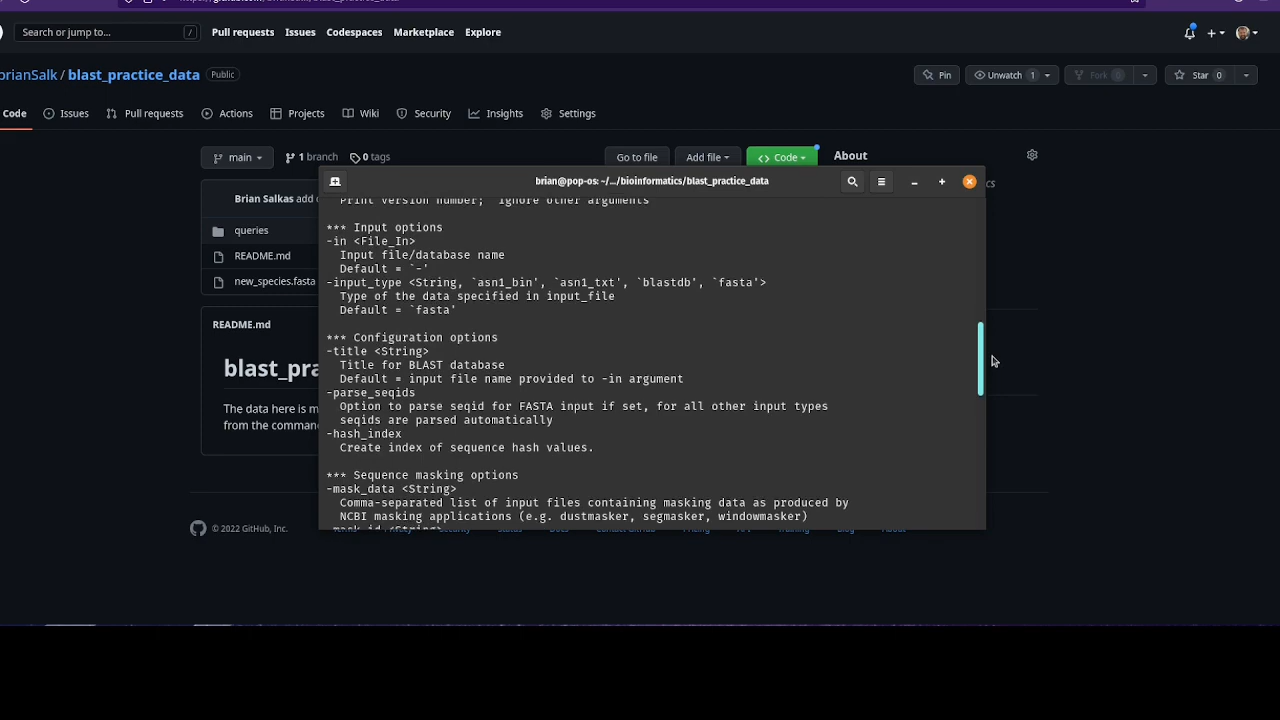 Search or jump to... /
Pull requests Issues Codespaces Marketplace Explore
brianSalk / blast_practice_data Public
Pin Unwatch 1 Fork 0 Star 0
Code Issues Pull requests Actions Projects Wiki Security Insights Settings
main 1 branch 0 tags Go to file Add file Code About
brian@pop-os: ~/.../bioinformatics/blast_practice_data
Brian Salkas add
queries
README.md
new_species.fasta
README.md
blast_pra
The data here is m
from the comman
Print version number; ignore other arguments
*** Input options
-in <File_In>
Input file/database name
Default = `-'
-input_type <String, `asn1_bin', `asn1_txt', `blastdb', `fasta'>
Type of the data specified in input_file
Default = `fasta'
*** Configuration options
-title <String>
Title for BLAST database
Default = input file name provided to -in argument
-parse_seqids
Option to parse seqid for FASTA input if set, for all other input types
seqids are parsed automatically
-hash_index
Create index of sequence hash values.
*** Sequence masking options
-mask_data <String>
Comma-separated list of input files containing masking data as produced by
NCBI masking applications (e.g. dustmasker, segmasker, windowmasker)
-mask_id <String>
© 2022 GitHub, Inc.